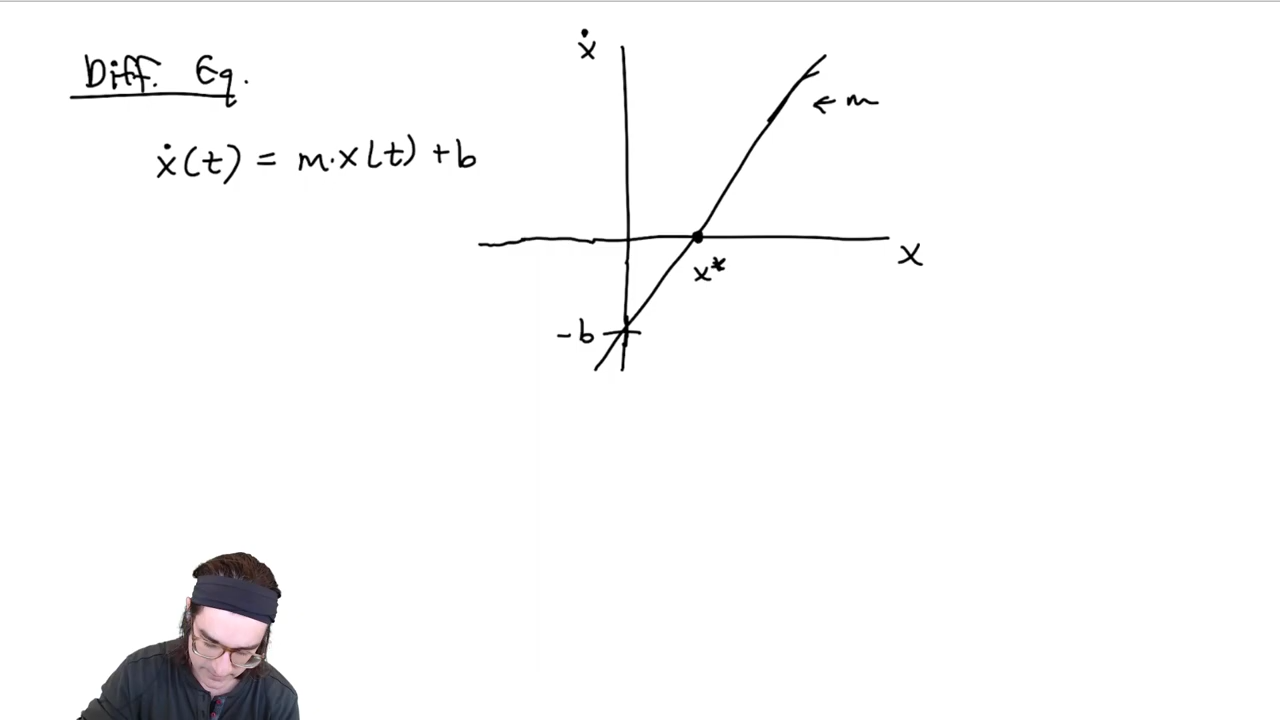 Diff. Eq.
ẋ(t) = m·x(t) + b
ẋ
← m
x
x*
-b